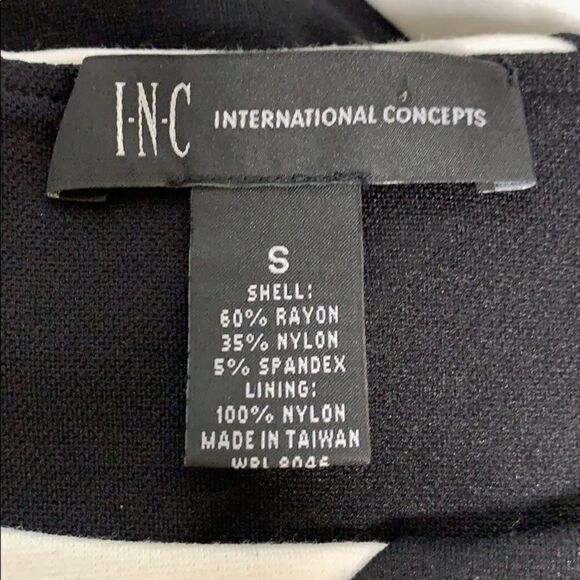 I·N·C INTERNATIONAL CONCEPTS
S
SHELL:
60% RAYON
35% NYLON
5% SPANDEX
LINING:
100% NYLON
MADE IN TAIWAN